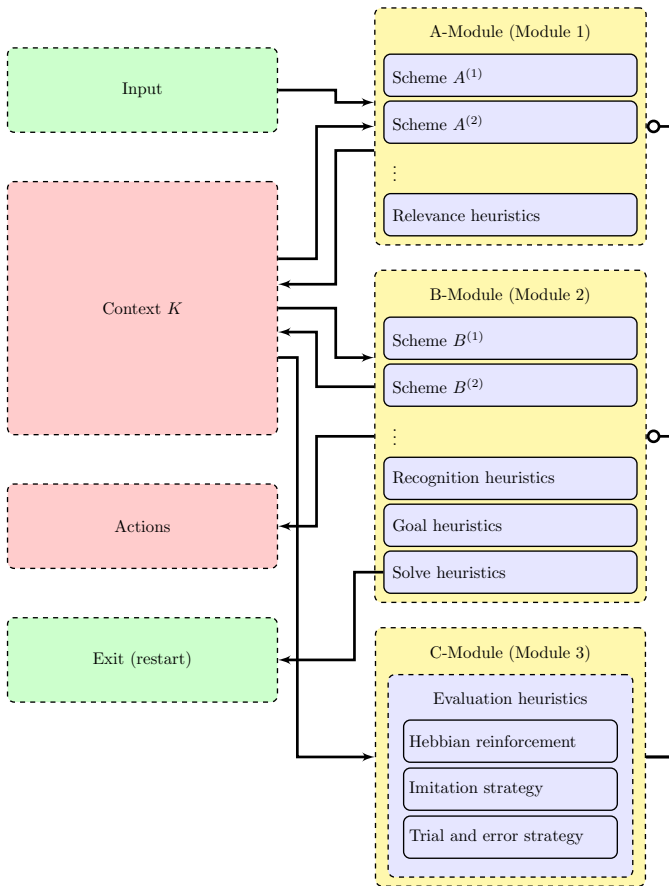 Input
Context K
Actions
Exit (restart)
A-Module (Module 1)
Scheme A⁽¹⁾
Scheme A⁽²⁾
⋮
Relevance heuristics
B-Module (Module 2)
Scheme B⁽¹⁾
Scheme B⁽²⁾
⋮
Recognition heuristics
Goal heuristics
Solve heuristics
C-Module (Module 3)
Evaluation heuristics
Hebbian reinforcement
Imitation strategy
Trial and error strategy